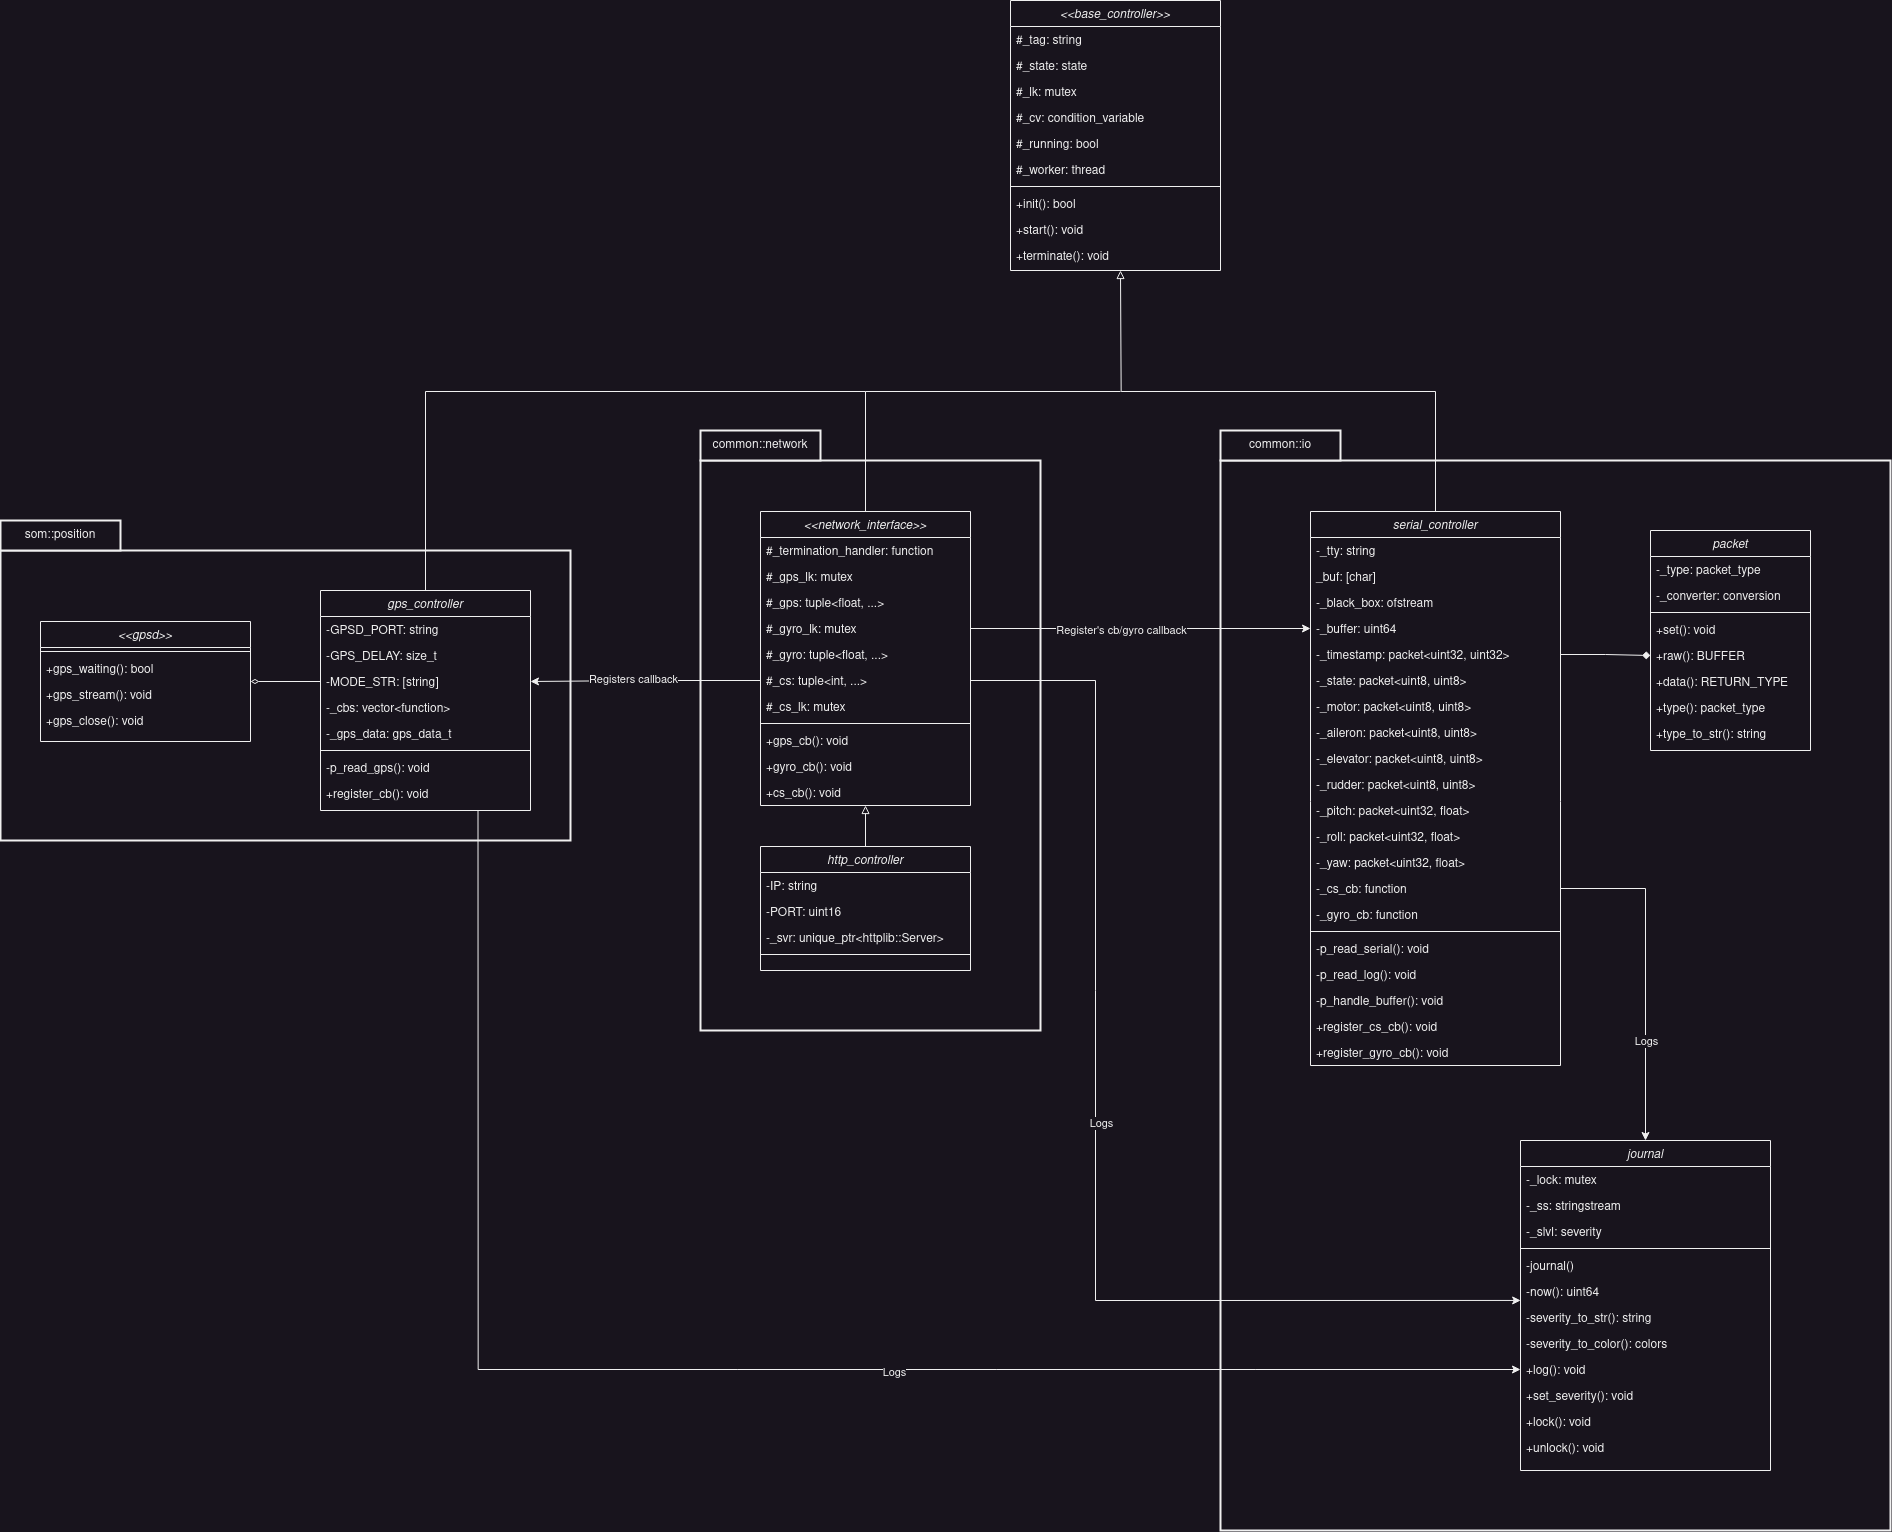 <<base_controller>>
#_tag: string
#_state: state
#_lk: mutex
#_cv: condition_variable
#_running: bool
#_worker: thread
+init(): bool
+start(): void
+terminate(): void
som::position
<<gpsd>>
+gps_waiting(): bool
+gps_stream(): void
+gps_close(): void
gps_controller
-GPSD_PORT: string
-GPS_DELAY: size_t
-MODE_STR: [string]
-_cbs: vector<function>
-_gps_data: gps_data_t
-p_read_gps(): void
+register_cb(): void
Registers callback
common::network
<<network_interface>>
#_termination_handler: function
#_gps_lk: mutex
#_gps: tuple<float, ...>
#_gyro_lk: mutex
#_gyro: tuple<float, ...>
#_cs: tuple<int, ...>
#_cs_lk: mutex
+gps_cb(): void
+gyro_cb(): void
+cs_cb(): void
http_controller
-IP: string
-PORT: uint16
-_svr: unique_ptr<httplib::Server>
Register's cb/gyro callback
common::io
serial_controller
-_tty: string
_buf: [char]
-_black_box: ofstream
-_buffer: uint64
-_timestamp: packet<uint32, uint32>
-_state: packet<uint8, uint8>
-_motor: packet<uint8, uint8>
-_aileron: packet<uint8, uint8>
-_elevator: packet<uint8, uint8>
-_rudder: packet<uint8, uint8>
-_pitch: packet<uint32, float>
-_roll: packet<uint32, float>
-_yaw: packet<uint32, float>
-_cs_cb: function
-_gyro_cb: function
-p_read_serial(): void
-p_read_log(): void
-p_handle_buffer(): void
+register_cs_cb(): void
+register_gyro_cb(): void
packet
-_type: packet_type
-_converter: conversion
+set(): void
+raw(): BUFFER
+data(): RETURN_TYPE
+type(): packet_type
+type_to_str(): string
Logs
Logs
Logs
journal
-_lock: mutex
-_ss: stringstream
-_slvl: severity
-journal()
-now(): uint64
-severity_to_str(): string
-severity_to_color(): colors
+log(): void
+set_severity(): void
+lock(): void
+unlock(): void